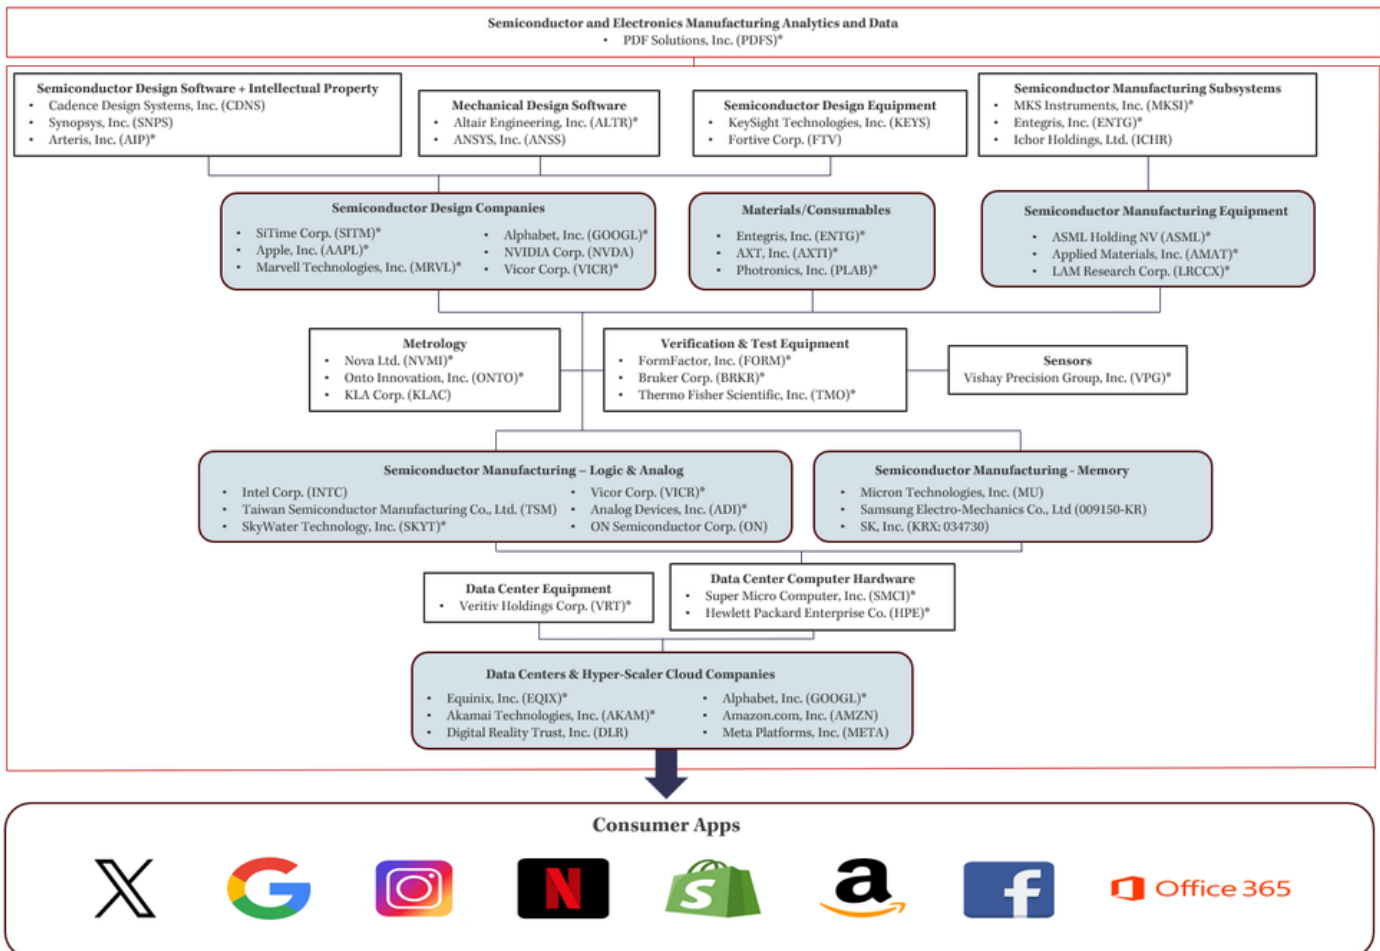 Semiconductor and Electronics Manufacturing Analytics and Data
• PDF Solutions, Inc. (PDFS)*
Semiconductor Design Software + Intellectual Property
• Cadence Design Systems, Inc. (CDNS)
• Synopsys, Inc. (SNPS)
• Arteris, Inc. (AIP)*
Mechanical Design Software
• Altair Engineering, Inc. (ALTR)*
• ANSYS, Inc. (ANSS)
Semiconductor Design Equipment
• KeySight Technologies, Inc. (KEYS)
• Fortive Corp. (FTV)
Semiconductor Manufacturing Subsystems
• MKS Instruments, Inc. (MKSI)*
• Entegris, Inc. (ENTG)*
• Ichor Holdings, Ltd. (ICHR)
Semiconductor Design Companies
• SiTime Corp. (SITM)*
• Apple, Inc. (AAPL)*
• Marvell Technologies, Inc. (MRVL)*
• Alphabet, Inc. (GOOGL)*
• NVIDIA Corp. (NVDA)
• Vicor Corp. (VICR)*
Materials/Consumables
• Entegris, Inc. (ENTG)*
• AXT, Inc. (AXTI)*
• Photronics, Inc. (PLAB)*
Semiconductor Manufacturing Equipment
• ASML Holding NV (ASML)*
• Applied Materials, Inc. (AMAT)*
• LAM Research Corp. (LRCCX)*
Metrology
• Nova Ltd. (NVMI)*
• Onto Innovation, Inc. (ONTO)*
• KLA Corp. (KLAC)
Verification & Test Equipment
• FormFactor, Inc. (FORM)*
• Bruker Corp. (BRKR)*
• Thermo Fisher Scientific, Inc. (TMO)*
Sensors
Vishay Precision Group, Inc. (VPG)*
Semiconductor Manufacturing – Logic & Analog
• Intel Corp. (INTC)
• Taiwan Semiconductor Manufacturing Co., Ltd. (TSM)
• SkyWater Technology, Inc. (SKYT)*
• Vicor Corp. (VICR)*
• Analog Devices, Inc. (ADI)*
• ON Semiconductor Corp. (ON)
Semiconductor Manufacturing - Memory
• Micron Technologies, Inc. (MU)
• Samsung Electro-Mechanics Co., Ltd (009150-KR)
• SK, Inc. (KRX: 034730)
Data Center Equipment
• Veritiv Holdings Corp. (VRT)*
Data Center Computer Hardware
• Super Micro Computer, Inc. (SMCI)*
• Hewlett Packard Enterprise Co. (HPE)*
Data Centers & Hyper-Scaler Cloud Companies
• Equinix, Inc. (EQIX)*
• Akamai Technologies, Inc. (AKAM)*
• Digital Reality Trust, Inc. (DLR)
• Alphabet, Inc. (GOOGL)*
• Amazon.com, Inc. (AMZN)
• Meta Platforms, Inc. (META)
Consumer Apps
X
G
N
S
a
f
Office 365